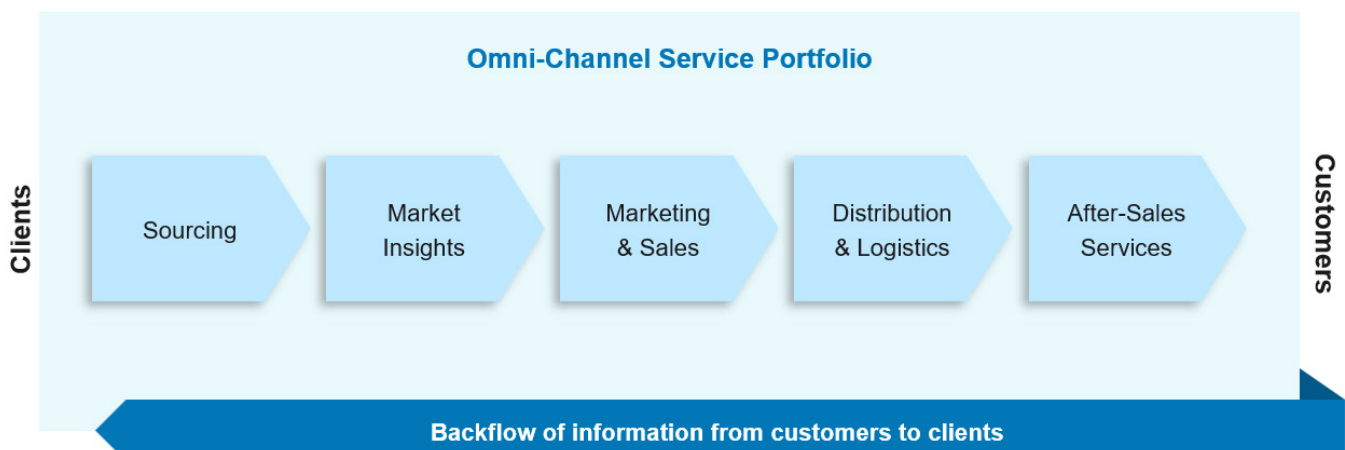 Omni-Channel Service Portfolio
Clients
Sourcing
Market
Insights
Marketing
& Sales
Distribution
& Logistics
After-Sales
Services
Customers
Backflow of information from customers to clients